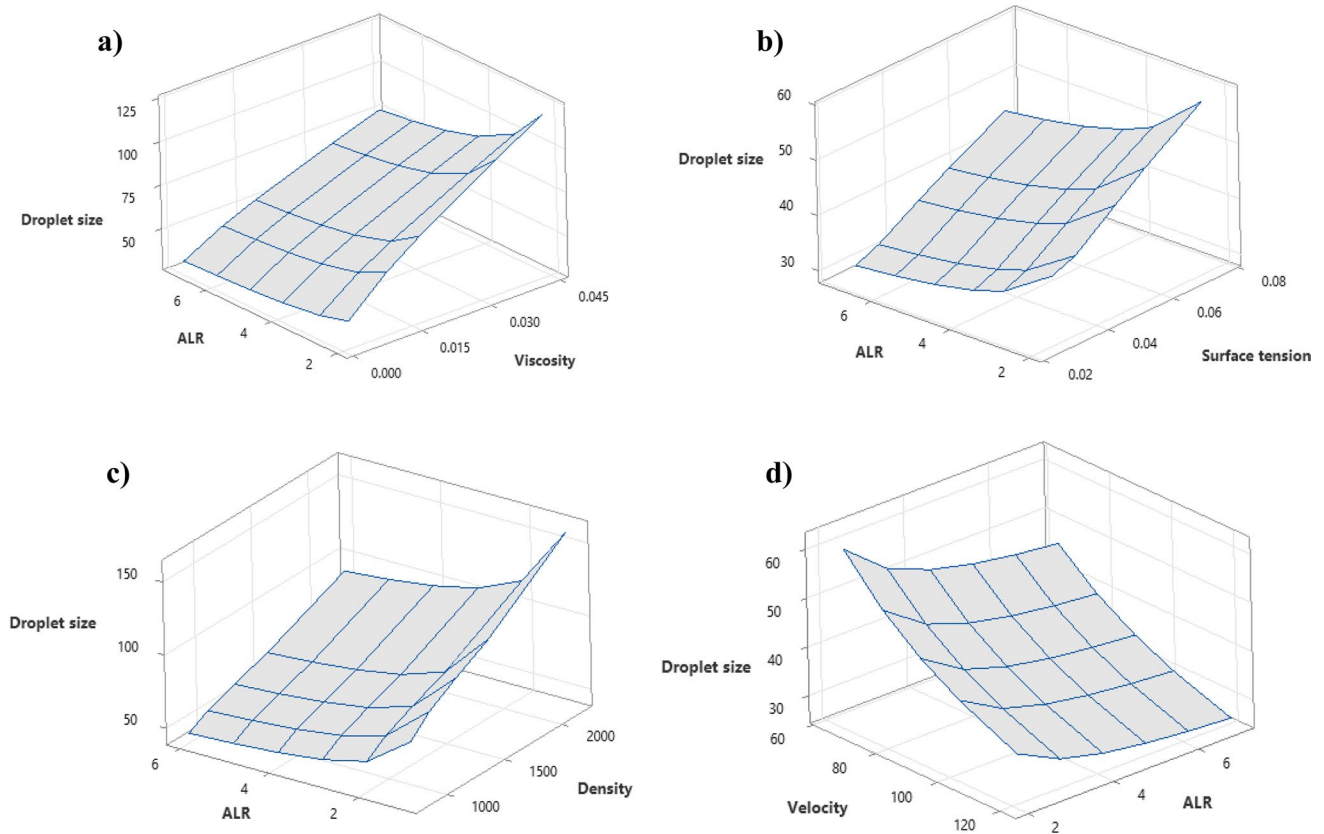 a)
125
100
75
50
Droplet size
6
4
2
ALR
0.000
0.015
0.030
0.045
Viscosity
b)
60
50
40
30
Droplet size
6
4
2
ALR
0.02
0.04
0.06
0.08
Surface tension
c)
150
100
50
Droplet size
6
4
2
ALR
1000
1500
2000
Density
d)
60
50
40
30
Droplet size
60
80
100
120
Velocity
2
4
6
ALR